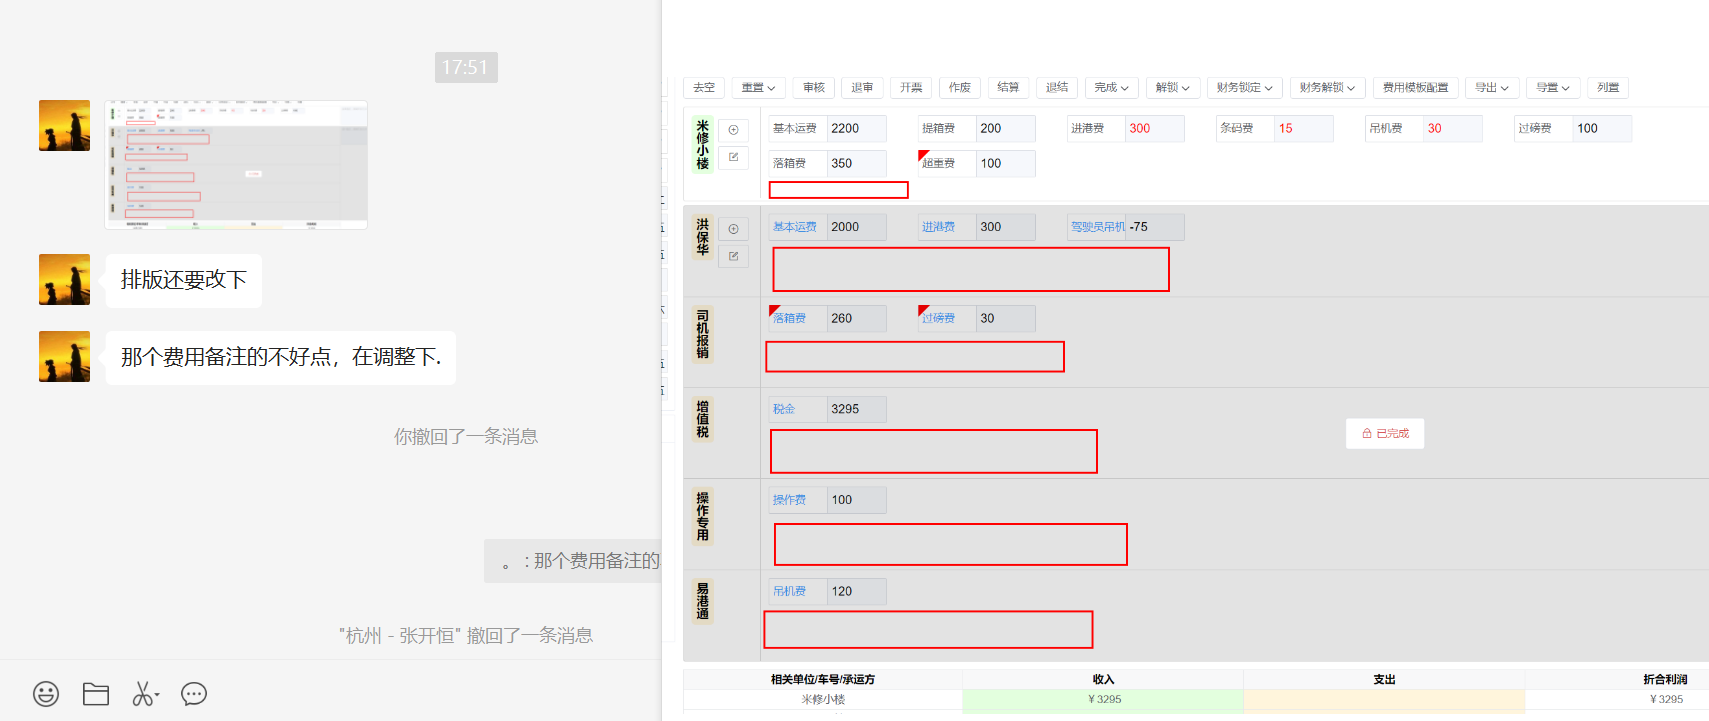 17:51
排版还要改下
那个费用备注的不好点，在调整下.
你撤回了一条消息
。：那个费用备注的
"杭州 - 张开恒" 撤回了一条消息
去空 重置 审核 退审 开票 作废 结算 退结 完成 解锁 财务锁定 财务解锁 费用模板配置 导出 导置 列置
米修小楼
基本运费 2200 提箱费 200 进港费 300 条码费 15 吊机费 30 过磅费 100
落箱费 350 超重费 100
洪保华
基本运费 2000 进港费 300 驾驶员吊机 -75
司机报销
落箱费 260 过磅费 30
增值税
税金 3295
已完成
操作专用
操作费 100
易港通
吊机费 120
相关单位/车号/承运方 收入 支出 折合利润
米修小楼 ¥ 3295 ¥ 3295